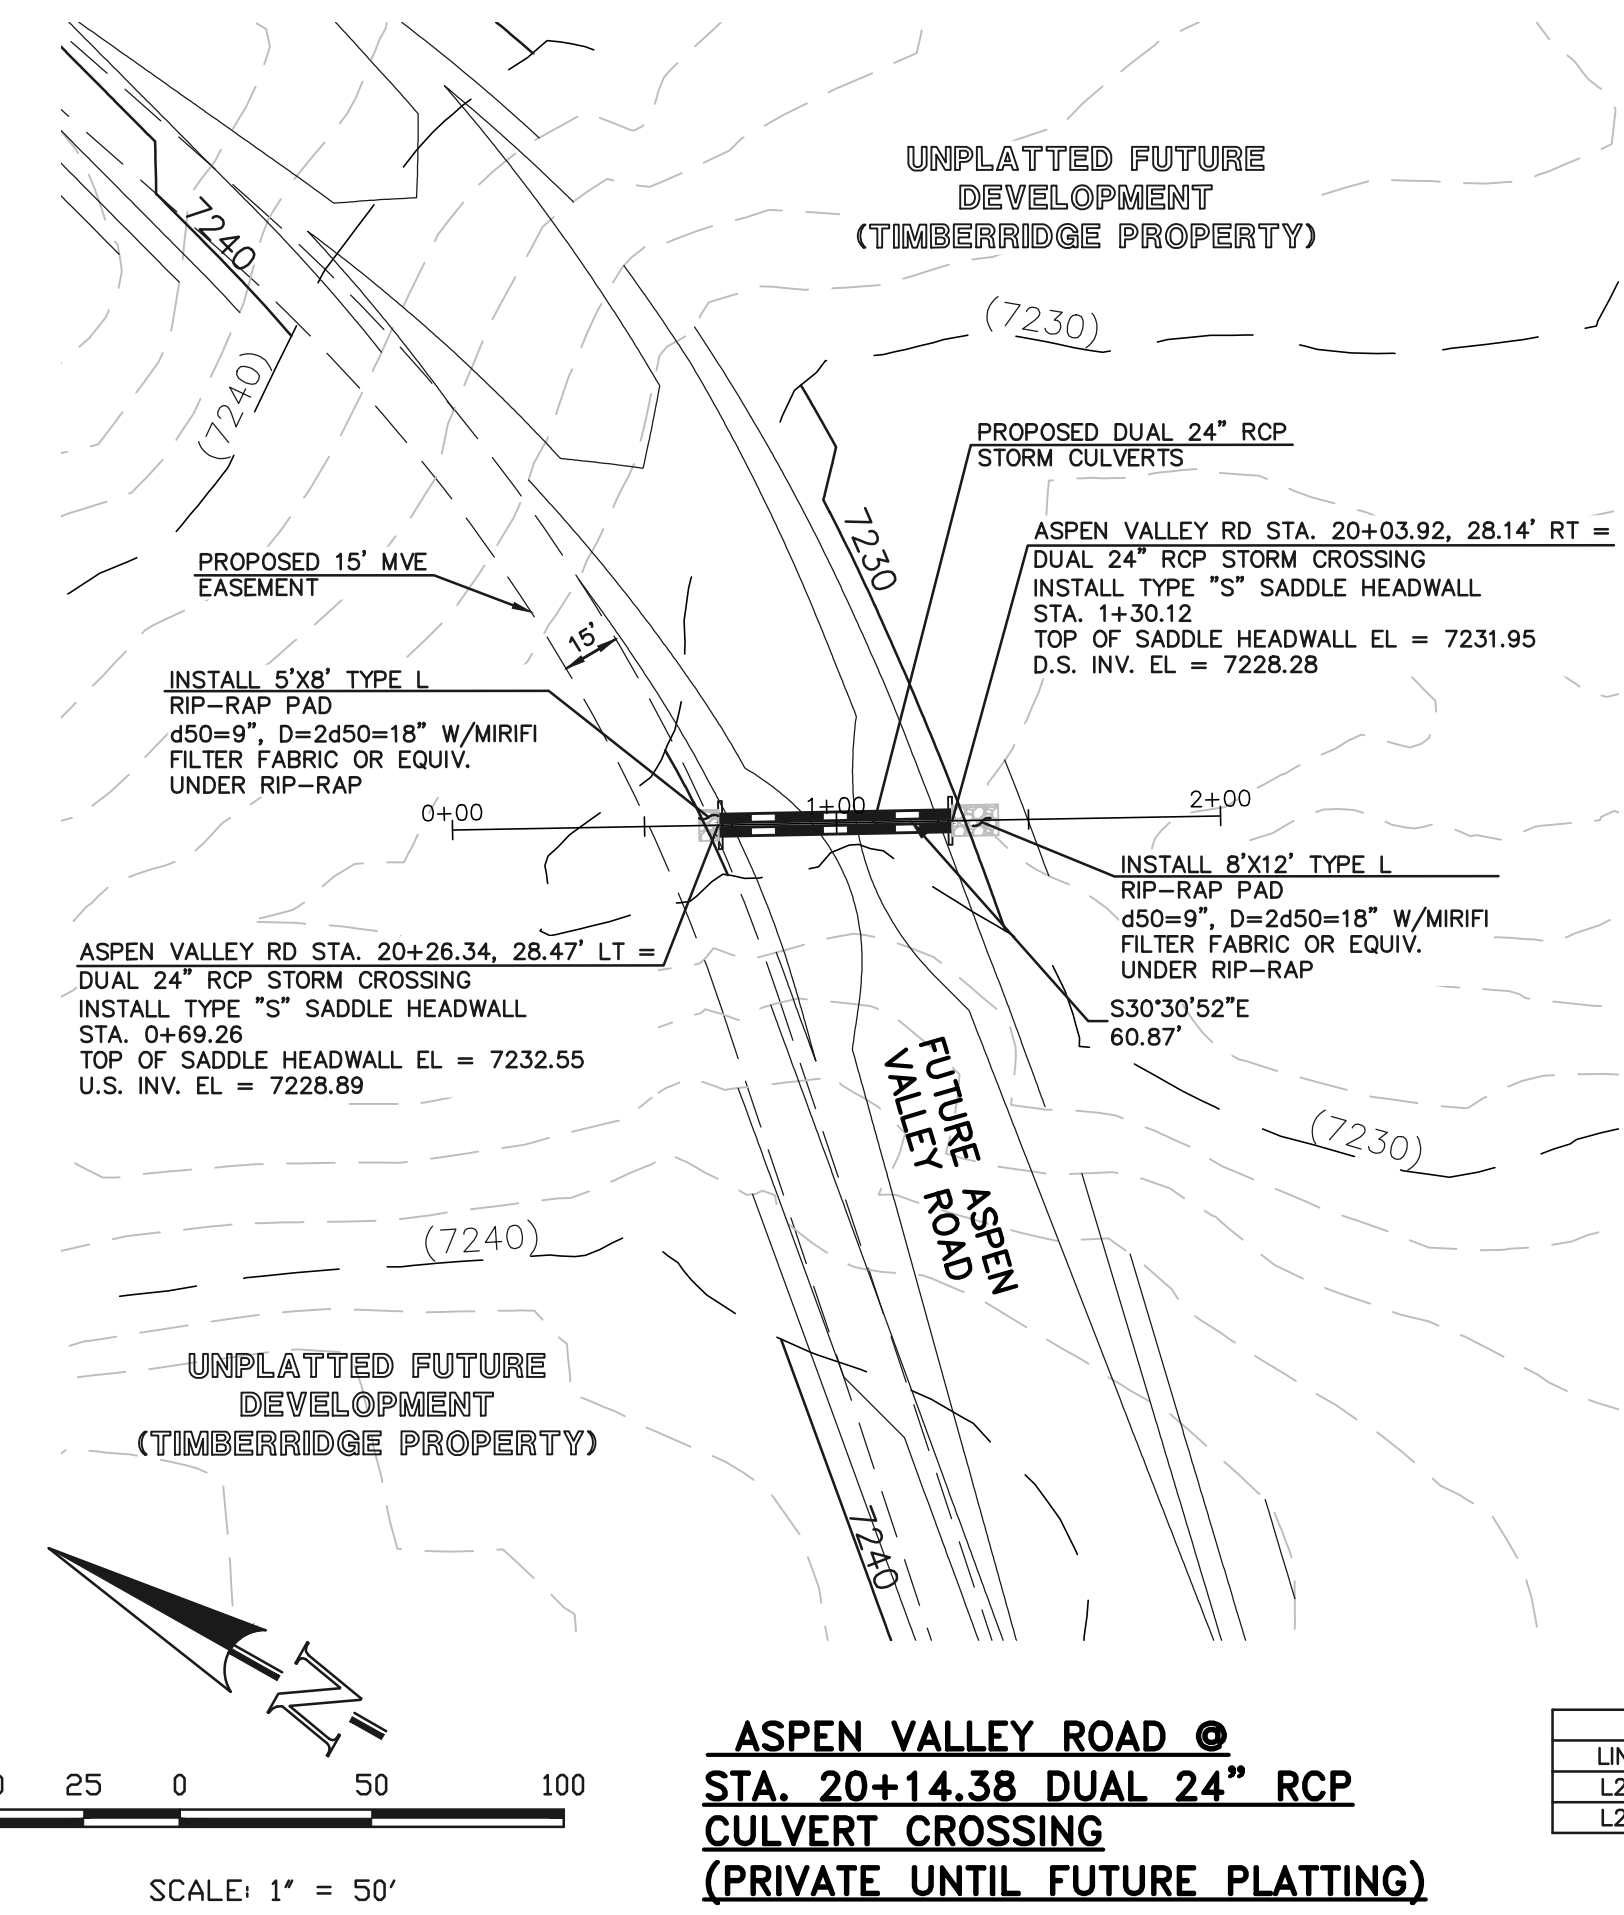 UNPLATTED FUTURE
DEVELOPMENT
(TIMBERRIDGE PROPERTY)
7240
(7230)
(7240)
PROPOSED DUAL 24" RCP
STORM CULVERTS
7230
ASPEN VALLEY RD STA. 20+03.92, 28.14' RT =
DUAL 24" RCP STORM CROSSING
INSTALL TYPE "S" SADDLE HEADWALL
STA. 1+30.12
TOP OF SADDLE HEADWALL EL = 7231.95
D.S. INV. EL = 7228.28
PROPOSED 15' MVE
EASEMENT
15'
INSTALL 5'X8' TYPE L
RIP-RAP PAD
d50=9", D=2d50=18" W/MIRIFI
FILTER FABRIC OR EQUIV.
UNDER RIP-RAP
0+00
1+00
2+00
INSTALL 8'X12' TYPE L
RIP-RAP PAD
d50=9", D=2d50=18" W/MIRIFI
FILTER FABRIC OR EQUIV.
UNDER RIP-RAP
ASPEN VALLEY RD STA. 20+26.34, 28.47' LT =
DUAL 24" RCP STORM CROSSING
INSTALL TYPE "S" SADDLE HEADWALL
STA. 0+69.26
TOP OF SADDLE HEADWALL EL = 7232.55
U.S. INV. EL = 7228.89
S30°30'52"E
60.87'
FUTURE ASPEN
VALLEY ROAD
(7230)
(7240)
UNPLATTED FUTURE
DEVELOPMENT
(TIMBERRIDGE PROPERTY)
7240
N
25 0 50 100
SCALE: 1" = 50'
ASPEN VALLEY ROAD @
STA. 20+14.38 DUAL 24" RCP
CULVERT CROSSING
(PRIVATE UNTIL FUTURE PLATTING)